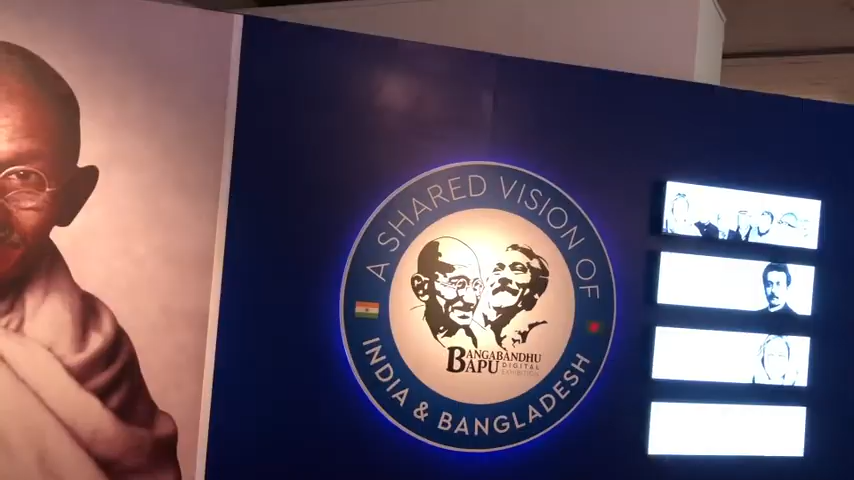 A SHARED VISION OF
BANGABANDHU
BAPU DIGITAL
EXHIBITION
INDIA & BANGLADESH